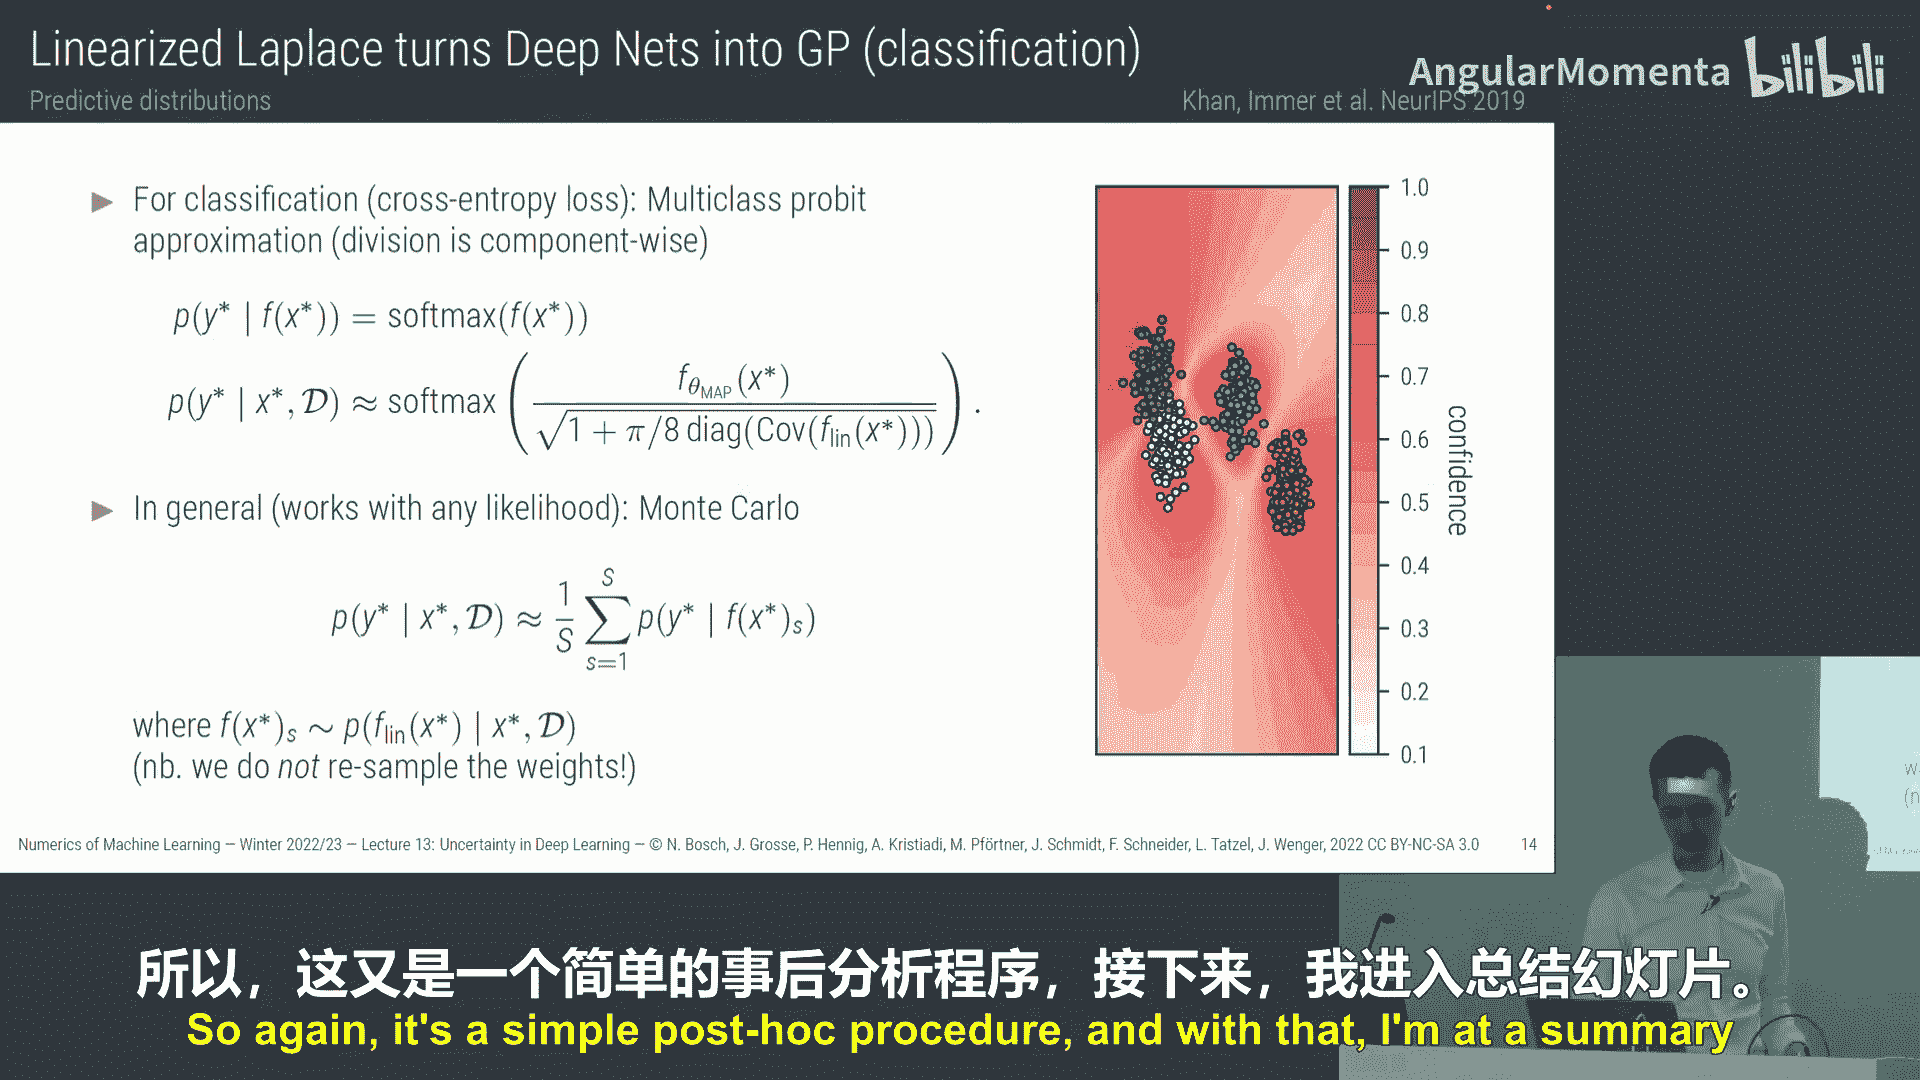 Linearized Laplace turns Deep Nets into GP (classification)
Predictive distributions
Khan, Immer et al. NeurIPS 2019
AngularMomenta bilibili
▶ For classification (cross-entropy loss): Multiclass probit
approximation (division is component-wise)
p(y* | f(x*)) = softmax(f(x*))
p(y* | x*, 𝒟) ≈ softmax ( f_θMAP(x*) / √(1 + π/8 diag(Cov(f_lin(x*)))) ) .
▶ In general (works with any likelihood): Monte Carlo
p(y* | x*, 𝒟) ≈ 1/S ∑_{s=1}^{S} p(y* | f(x*)_s)
where f(x*)_s ∼ p(f_lin(x*) | x*, 𝒟)
(nb. we do not re-sample the weights!)
1.0
0.9
0.8
0.7
0.6
0.5
0.4
0.3
0.2
0.1
confidence
Numerics of Machine Learning — Winter 2022/23 — Lecture 13: Uncertainty in Deep Learning — © N. Bosch, J. Grosse, P. Hennig, A. Kristiadi, M. Pförtner, J. Schmidt, F. Schneider, L. Tatzel, J. Wenger, 2022 CC BY-NC-SA 3.0 14
所以，这又是一个简单的事后分析程序，接下来，我进入总结幻灯片。
So again, it's a simple post-hoc procedure, and with that, I'm at a summary